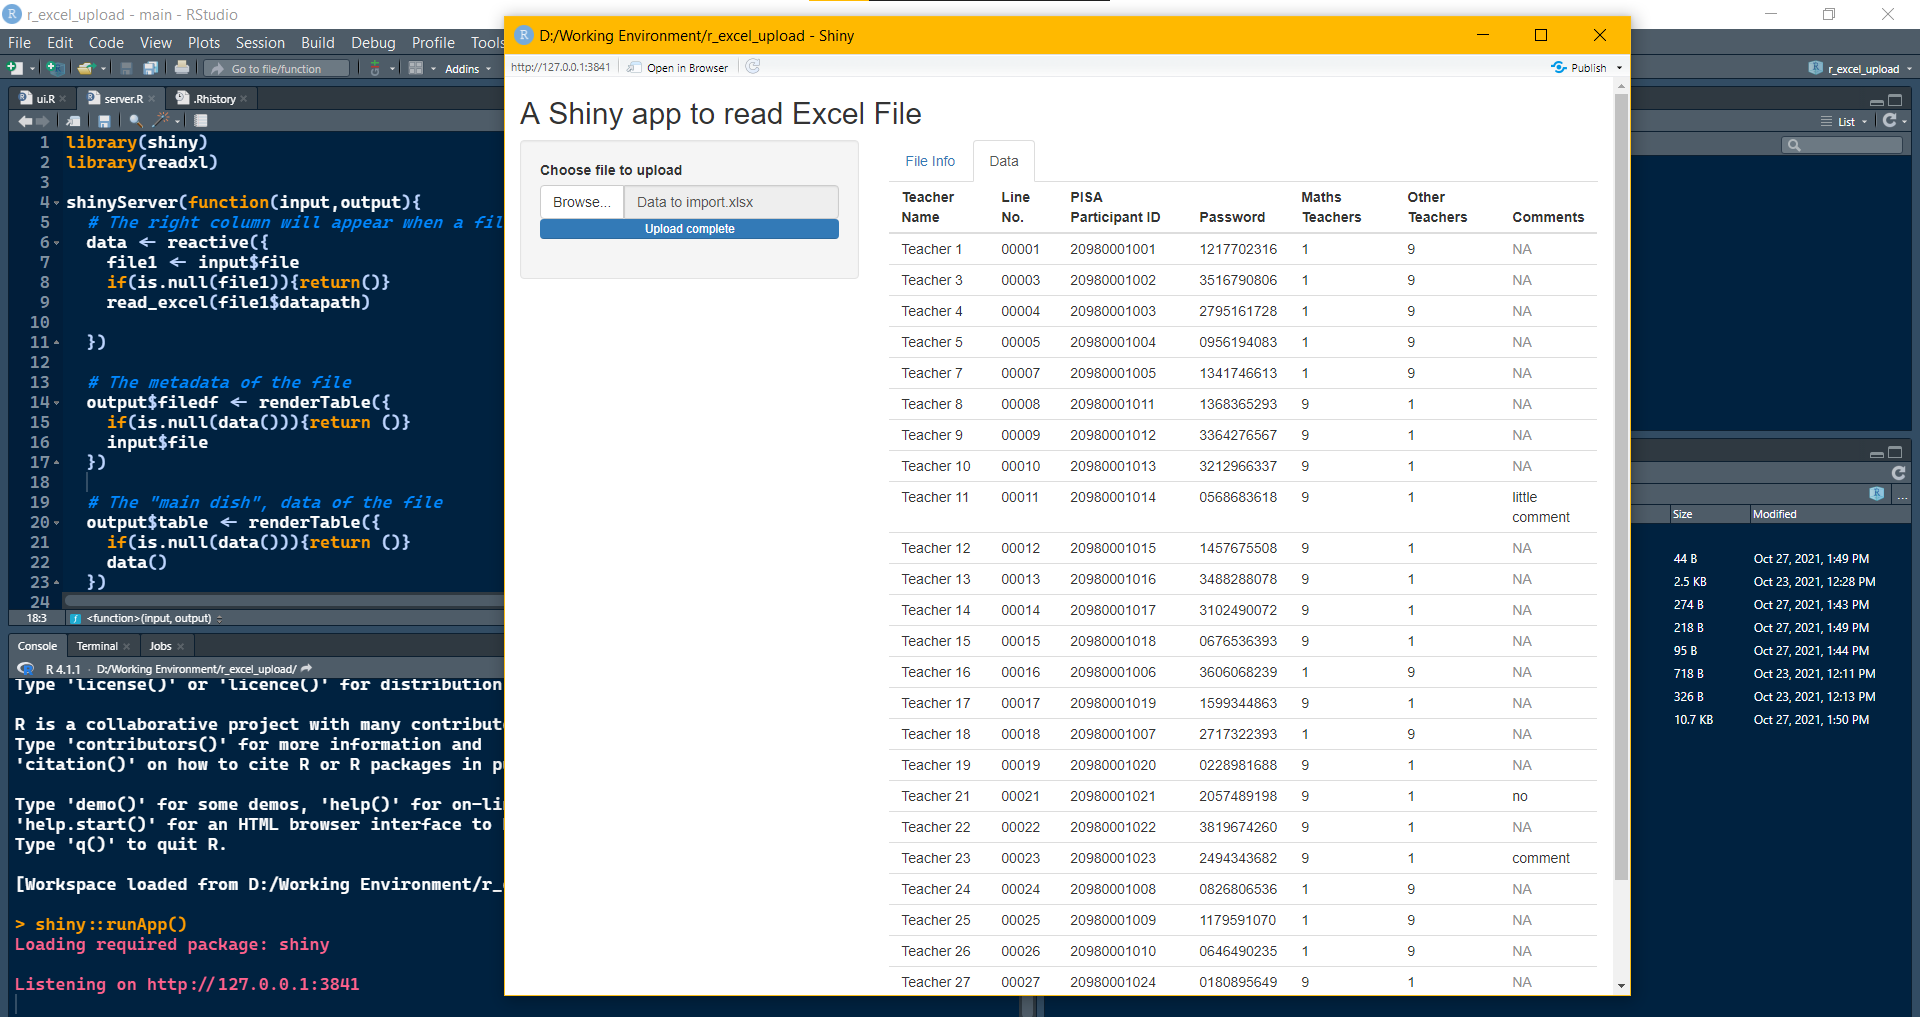 r_excel_upload - main - RStudio
File Edit Code View Plots Session Build Debug Profile Tools
Go to file/function Addins
r_excel_upload
ui.R server.R .Rhistory
1 library(shiny)
2 library(readxl)
3
4 shinyServer(function(input,output){
5 # The right column will appear when a fil
6 data <- reactive({
7 file1 <- input$file
8 if(is.null(file1)){return()}
9 read_excel(file1$datapath)
10
11 })
12
13 # The metadata of the file
14 output$filedf <- renderTable({
15 if(is.null(data())){return ()}
16 input$file
17 })
18
19 # The "main dish", data of the file
20 output$table <- renderTable({
21 if(is.null(data())){return ()}
22 data()
23 })
24
18:3 <function>(input, output)
Console Terminal Jobs
R 4.1.1 · D:/Working Environment/r_excel_upload/
Type 'license()' or 'licence()' for distribution
R is a collaborative project with many contribut
Type 'contributors()' for more information and
'citation()' on how to cite R or R packages in p
Type 'demo()' for some demos, 'help()' for on-li
'help.start()' for an HTML browser interface to
Type 'q()' to quit R.
[Workspace loaded from D:/Working Environment/r_
> shiny::runApp()
Loading required package: shiny
Listening on http://127.0.0.1:3841
D:/Working Environment/r_excel_upload - Shiny
http://127.0.0.1:3841 Open in Browser Publish
A Shiny app to read Excel File
Choose file to upload
Browse... Data to import.xlsx
Upload complete
File Info Data
Teacher Name Line No. PISA Participant ID Password Maths Teachers Other Teachers Comments
Teacher 1 00001 20980001001 1217702316 1 9 NA
Teacher 3 00003 20980001002 3516790806 1 9 NA
Teacher 4 00004 20980001003 2795161728 1 9 NA
Teacher 5 00005 20980001004 0956194083 1 9 NA
Teacher 7 00007 20980001005 1341746613 1 9 NA
Teacher 8 00008 20980001011 1368365293 9 1 NA
Teacher 9 00009 20980001012 3364276567 9 1 NA
Teacher 10 00010 20980001013 3212966337 9 1 NA
Teacher 11 00011 20980001014 0568683618 9 1 little comment
Teacher 12 00012 20980001015 1457675508 9 1 NA
Teacher 13 00013 20980001016 3488288078 9 1 NA
Teacher 14 00014 20980001017 3102490072 9 1 NA
Teacher 15 00015 20980001018 0676536393 9 1 NA
Teacher 16 00016 20980001006 3606068239 1 9 NA
Teacher 17 00017 20980001019 1599344863 9 1 NA
Teacher 18 00018 20980001007 2717322393 1 9 NA
Teacher 19 00019 20980001020 0228981688 9 1 NA
Teacher 21 00021 20980001021 2057489198 9 1 no
Teacher 22 00022 20980001022 3819674260 9 1 NA
Teacher 23 00023 20980001023 2494343682 9 1 comment
Teacher 24 00024 20980001008 0826806536 1 9 NA
Teacher 25 00025 20980001009 1179591070 1 9 NA
Teacher 26 00026 20980001010 0646490235 1 9 NA
Teacher 27 00027 20980001024 0180895649 9 1 NA
List
Size Modified
44 B Oct 27, 2021, 1:49 PM
2.5 KB Oct 23, 2021, 12:28 PM
274 B Oct 27, 2021, 1:43 PM
218 B Oct 27, 2021, 1:49 PM
95 B Oct 27, 2021, 1:44 PM
718 B Oct 23, 2021, 12:11 PM
326 B Oct 23, 2021, 12:13 PM
10.7 KB Oct 27, 2021, 1:50 PM